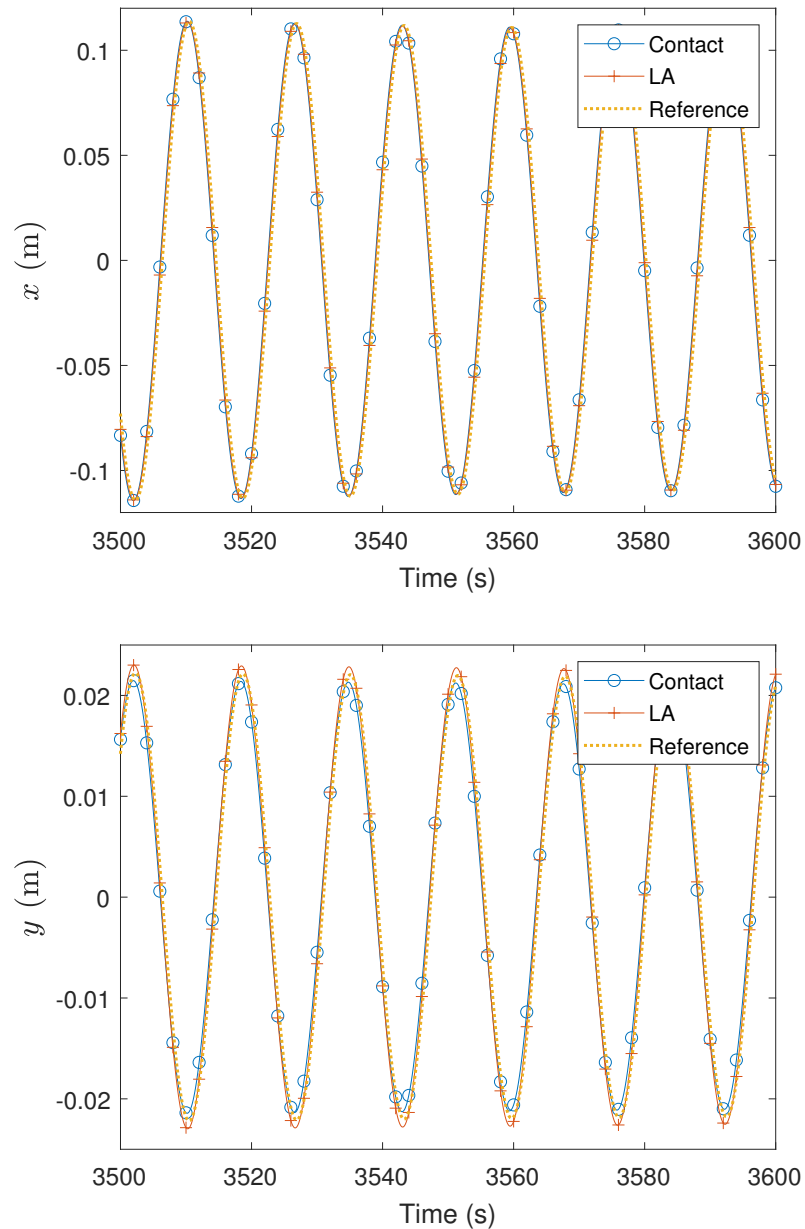 0.1
0.05
0
-0.05
-0.1
x (m)
Contact
LA
Reference
3500 3520 3540 3560 3580 3600
Time (s)
0.02
0.01
0
-0.01
-0.02
y (m)
Contact
LA
Reference
3500 3520 3540 3560 3580 3600
Time (s)